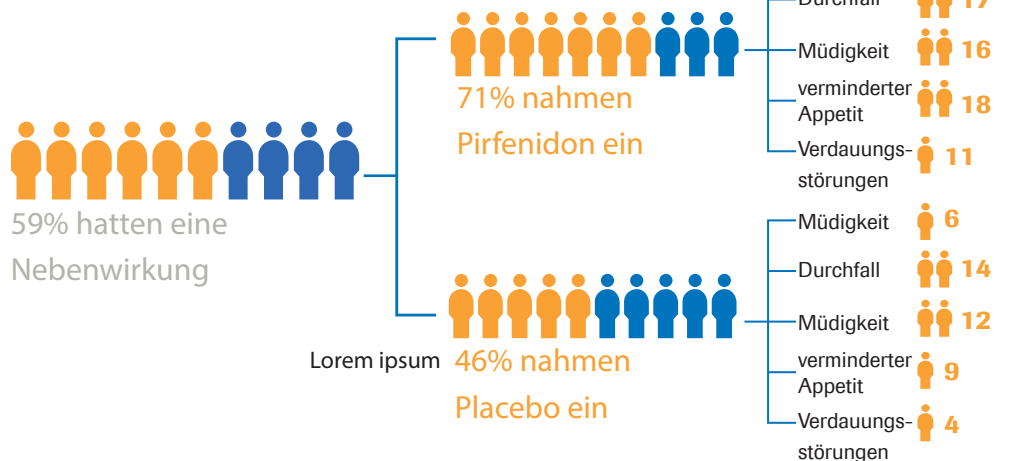 Durchfall 17
Müdigkeit 16
verminderter
Appetit 18
Verdauungs- 11
störungen
71% nahmen
Pirfenidon ein
59% hatten eine
Nebenwirkung
Müdigkeit 6
Durchfall 14
Müdigkeit 12
verminderter
Appetit 9
Verdauungs- 4
störungen
Lorem ipsum
46% nahmen
Placebo ein